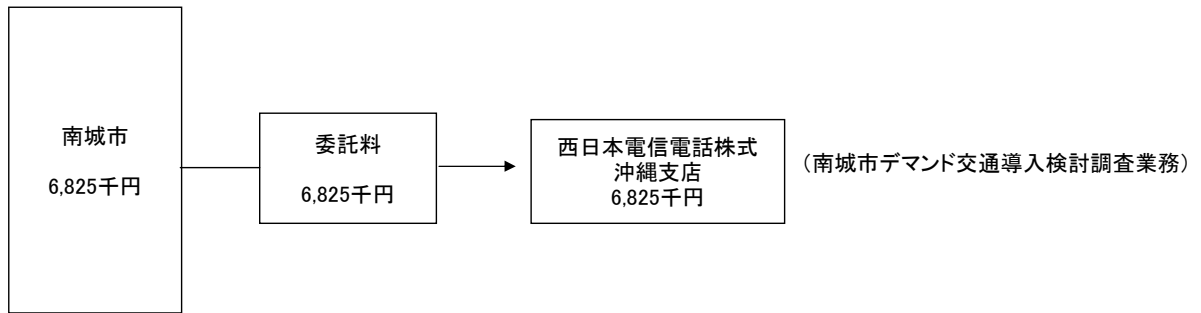 南城市
6,825千円
委託料
6,825千円
西日本電信電話株式
沖縄支店
6,825千円
（南城市デマンド交通導入検討調査業務）